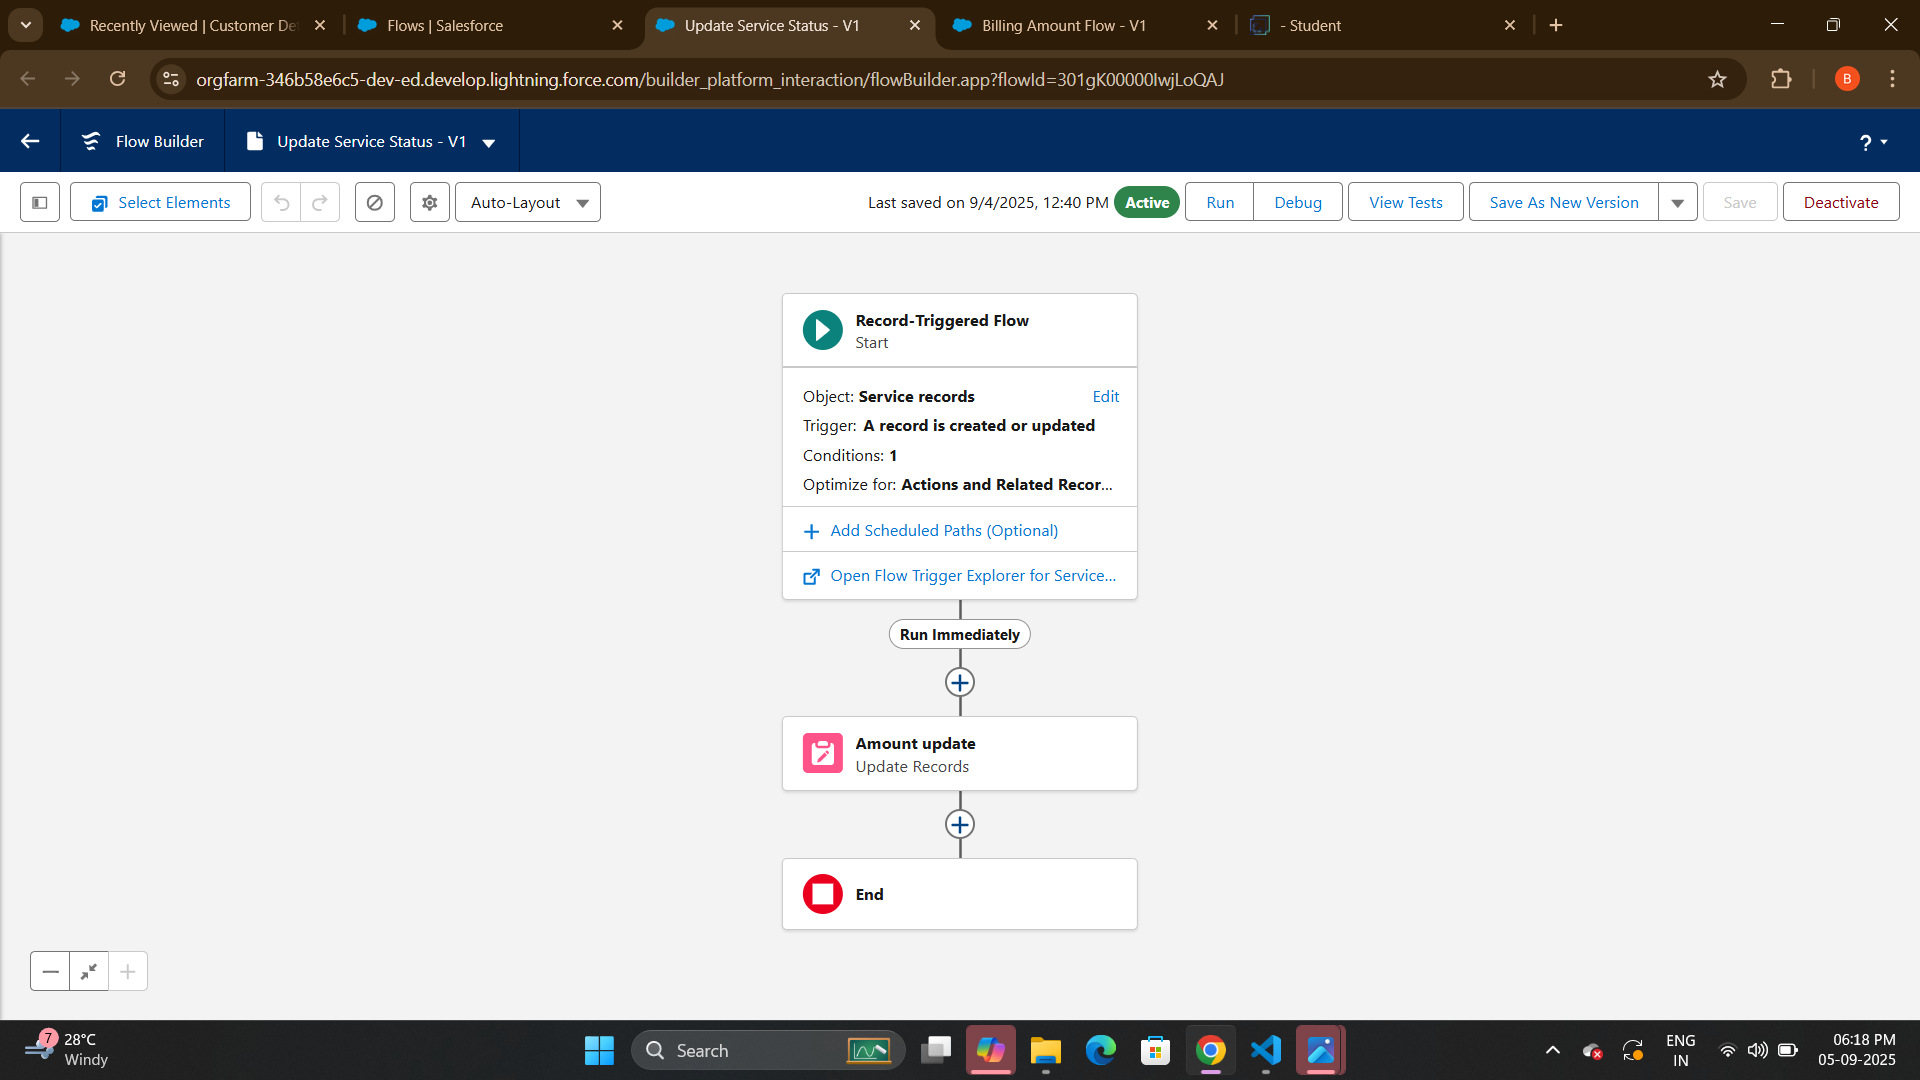 Recently Viewed | Customer De
Flows | Salesforce
Update Service Status - V1
Billing Amount Flow - V1
- Student
orgfarm-346b58e6c5-dev-ed.develop.lightning.force.com/builder_platform_interaction/flowBuilder.app?flowId=301gK00000IwjLoQAJ
B
Flow Builder
Update Service Status - V1
?
Select Elements
Auto-Layout
Last saved on 9/4/2025, 12:40 PM
Active
Run
Debug
View Tests
Save As New Version
Save
Deactivate
Record-Triggered Flow
Start
Object: Service records
Edit
Trigger: A record is created or updated
Conditions: 1
Optimize for: Actions and Related Recor...
Add Scheduled Paths (Optional)
Open Flow Trigger Explorer for Service...
Run Immediately
Amount update
Update Records
End
7
28°C
Windy
Search
ENG
IN
06:18 PM
05-09-2025